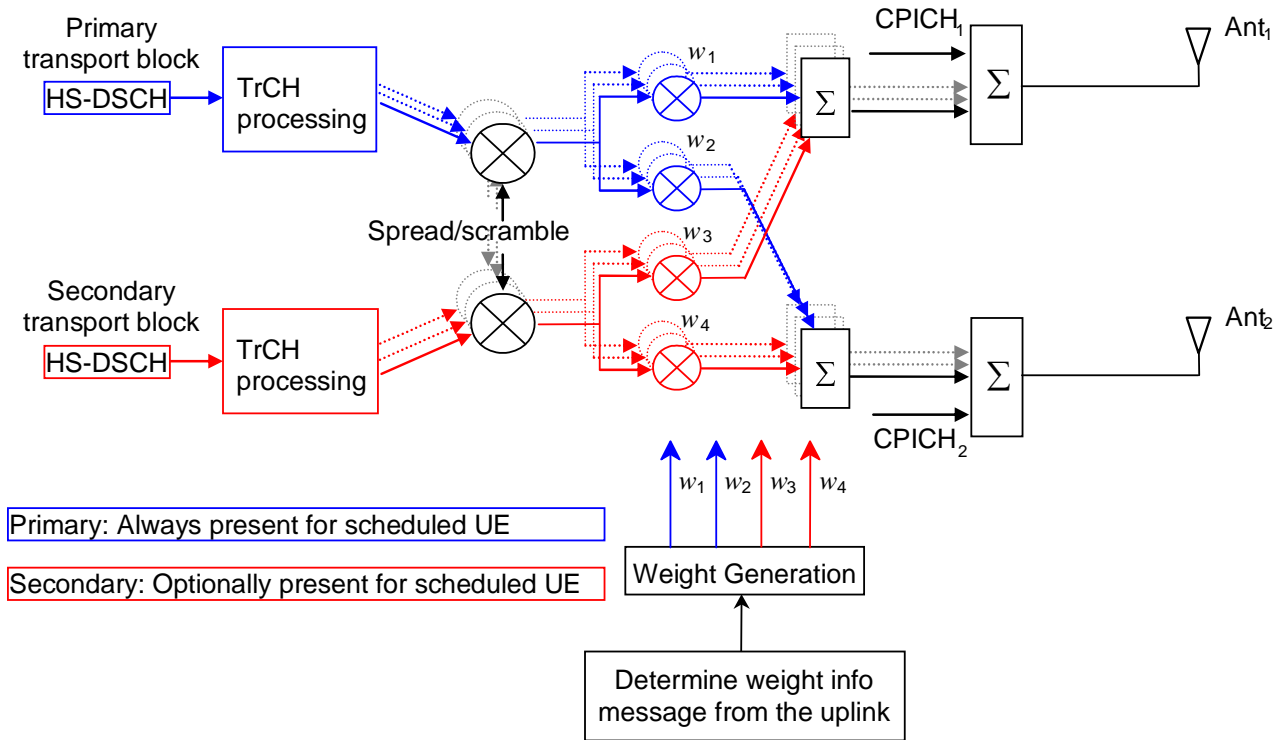 Primary
transport block
HS-DSCH
TrCH
processing
w1
w2
Σ
CPICH1
Σ
Ant1
Spread/scramble
Secondary
transport block
HS-DSCH
TrCH
processing
w3
w4
Σ
CPICH2
Σ
Ant2
w1 w2 w3 w4
Primary: Always present for scheduled UE
Secondary: Optionally present for scheduled UE
Weight Generation
Determine weight info
message from the uplink